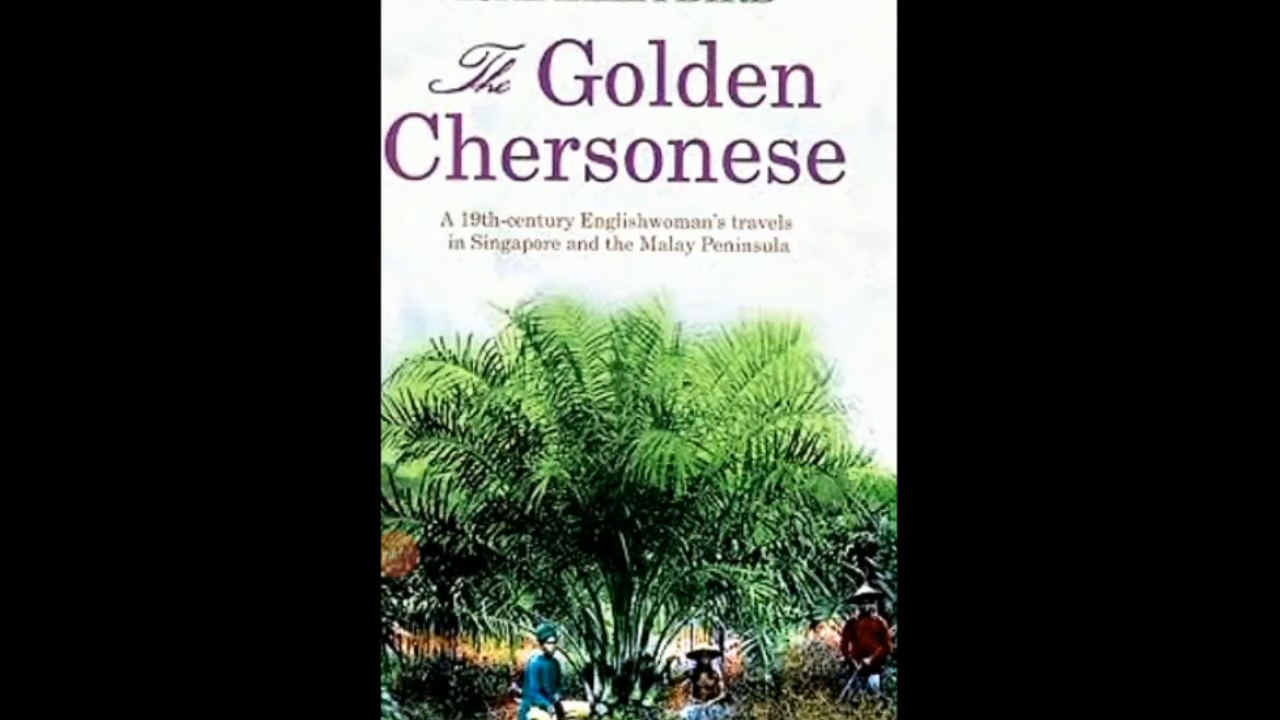 The Golden
Chersonese
A 19th-century Englishwoman's travels
in Singapore and the Malay Peninsula